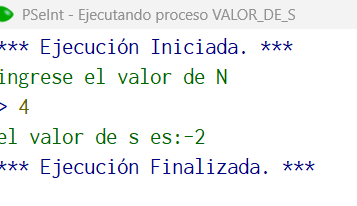 PSeInt - Ejecutando proceso VALOR_DE_S
*** Ejecución Iniciada. ***
ingrese el valor de N
> 4
el valor de s es:-2
*** Ejecución Finalizada. ***